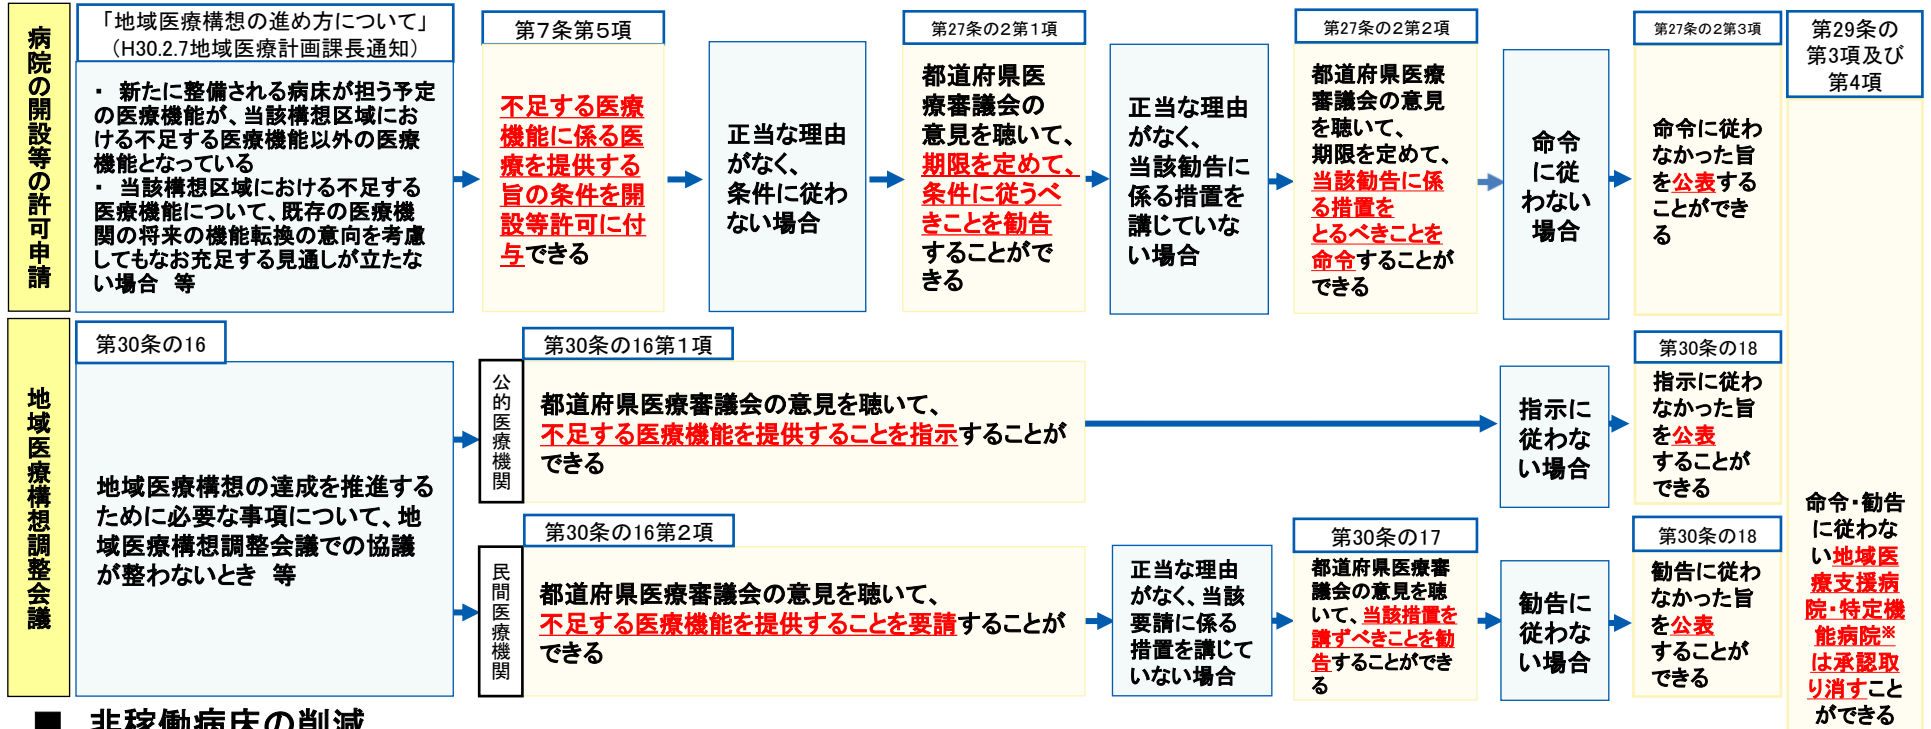 病院の開設等の許可申請
「地域医療構想の進め方について」
（H30.2.7地域医療計画課長通知）
・ 新たに整備される病床が担う予定
の医療機能が、当該構想区域にお
ける不足する医療機能以外の医療
機能となっている
・ 当該構想区域における不足する
医療機能について、既存の医療機
関の将来の機能転換の意向を考慮
してもなお充足する見通しが立たな
い場合 等
第7条第5項
不足する医療
機能に係る医
療を提供する
旨の条件を開
設等許可に付
与できる
正当な理由
がなく、
条件に従わ
ない場合
第27条の2第1項
都道府県医
療審議会の
意見を聴いて、
期限を定めて、
条件に従うべ
きことを勧告
することがで
きる
正当な理由
がなく、
当該勧告に
係る措置を
講じていな
い場合
第27条の2第2項
都道府県医療
審議会の意見
を聴いて、
期限を定めて、
当該勧告に係
る措置を
とるべきことを
命令することが
できる
命令
に従
わない
場合
第27条の2第3項
命令に従わ
なかった旨
を公表する
ことができ
る
第29条の
第3項及び
第4項
命令・勧告
に従わな
い地域医
療支援病
院・特定機
能病院※
は承認取
り消すこと
ができる
地域医療構想調整会議
第30条の16
地域医療構想の達成を推進する
ために必要な事項について、地
域医療構想調整会議での協議
が整わないとき 等
公的医療機関
第30条の16第1項
都道府県医療審議会の意見を聴いて、
不足する医療機能を提供することを指示することが
できる
指示に
従わな
い場合
第30条の18
指示に従わ
なかった旨
を公表
することが
できる
民間医療機関
第30条の16第2項
都道府県医療審議会の意見を聴いて、
不足する医療機能を提供することを要請することが
できる
正当な理由
がなく、当該
要請に係る
措置を講じて
いない場合
第30条の17
都道府県医療審
議会の意見を聴
いて、当該措置を
講ずべきことを勧
告することができ
る
勧告に
従わな
い場合
第30条の18
勧告に従わ
なかった旨
を公表
することが
できる
■ 非稼働病床の削減